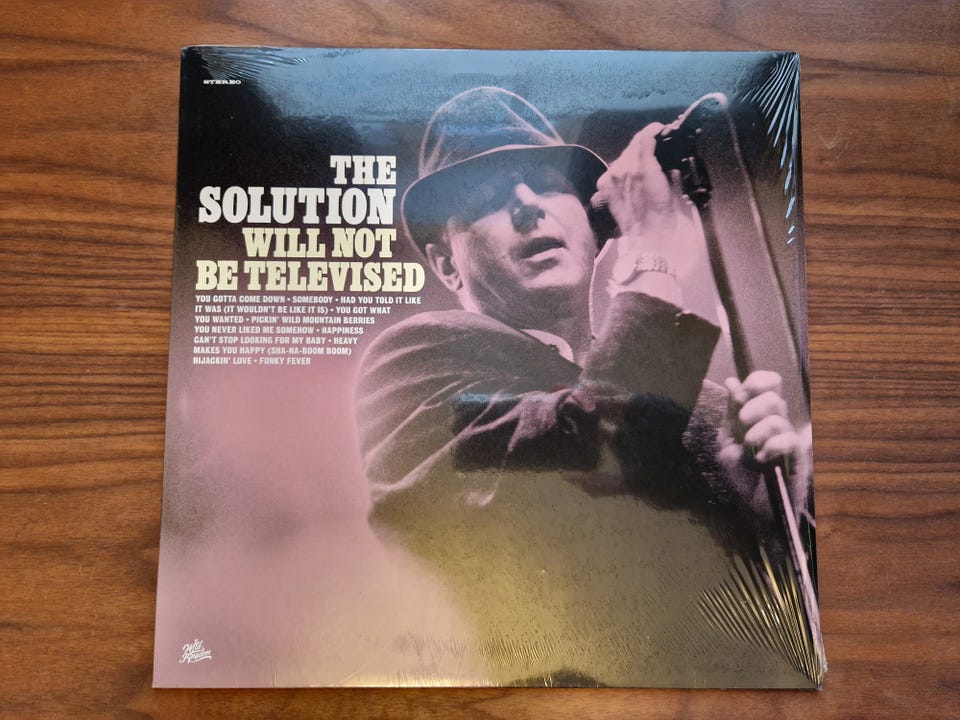 STEREO
THE
SOLUTION
WILL NOT
BE TELEVISED
YOU GOTTA COME DOWN • SOMEBODY • HAD YOU TOLD IT LIKE
IT WAS (IT WOULDN'T BE LIKE IT IS) • YOU GOT WHAT
YOU WANTED • PICKIN' WILD MOUNTAIN BERRIES
YOU NEVER LIKED ME SOMEHOW • HAPPINESS
CAN'T STOP LOOKING FOR MY BABY • HEAVY
MAKES YOU HAPPY (SHA-NA-BOOM BOOM)
HIJACKIN' LOVE • FUNKY FEVER
Wild
Kingdom